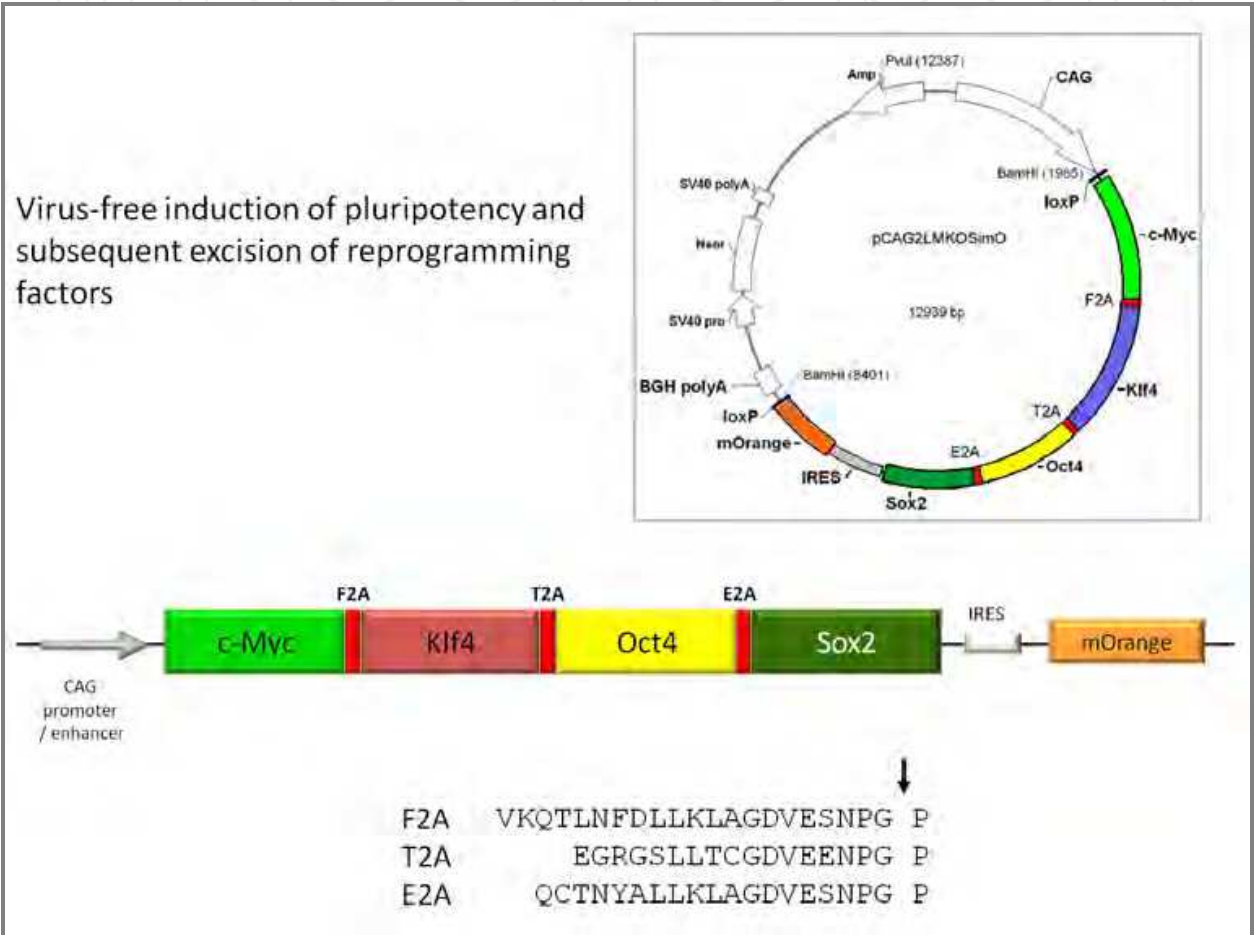 Virus-free induction of pluripotency and
subsequent excision of reprogramming
factors
PvuI (12387)
Amp
CAG
BamHI (1965)
loxP
SV40 polyA
pCAG2LMKOSimO
c-Myc
Neor
F2A
SV40 pro
12939 bp
BamHI (8401)
BGH polyA
Klf4
loxP
T2A
mOrange
E2A
Oct4
IRES
Sox2
F2A
T2A
E2A
IRES
c-Myc
Klf4
Oct4
Sox2
mOrange
CAG
promoter
/ enhancer
F2A VKQTLNFDLLKLAGDVESNPG P
T2A EGRGSLLTCGDVEENPG P
E2A QCTNYALLKLAGDVESNPG P